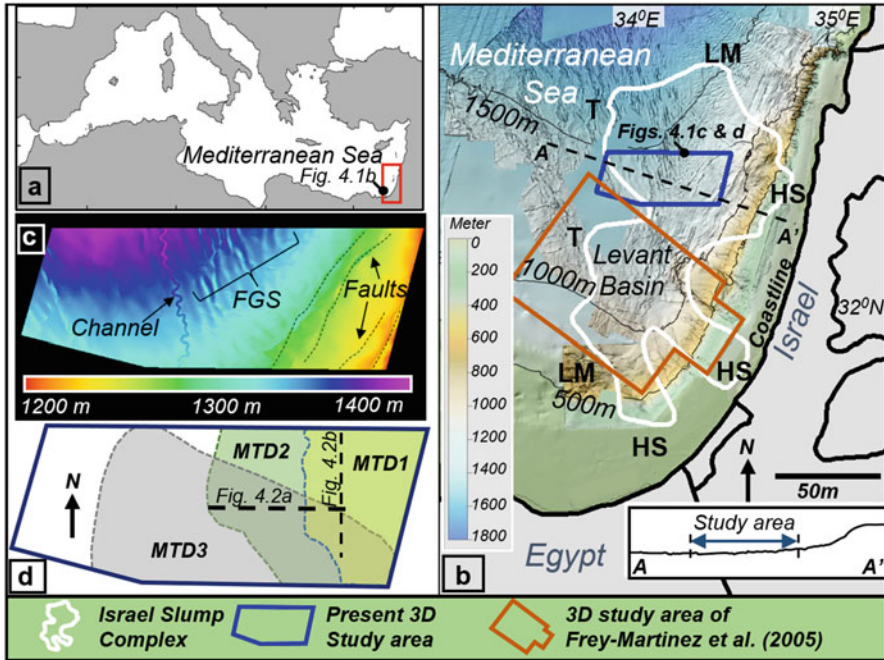 Mediterranean Sea
Fig. 4.1b
a
c
FGS
Channel
Faults
1200 m
1300 m
1400 m
MTD2
MTD1
Fig. 4.2b
Fig. 4.2a
N
MTD3
d
34⁰E
35⁰E
Mediterranean
Sea
LM
1500m
T
Figs. 4.1c & d
A
HS
A'
Meter
0
200
400
600
800
1000
1200
1400
1600
1800
T
Levant
Basin
1000m
Coastline
Israel
32⁰N
LM
HS
500m
HS
N
50m
Egypt
Study area
A
A'
b
Israel Slump
Complex
Present 3D
Study area
3D study area of
Frey-Martinez et al. (2005)